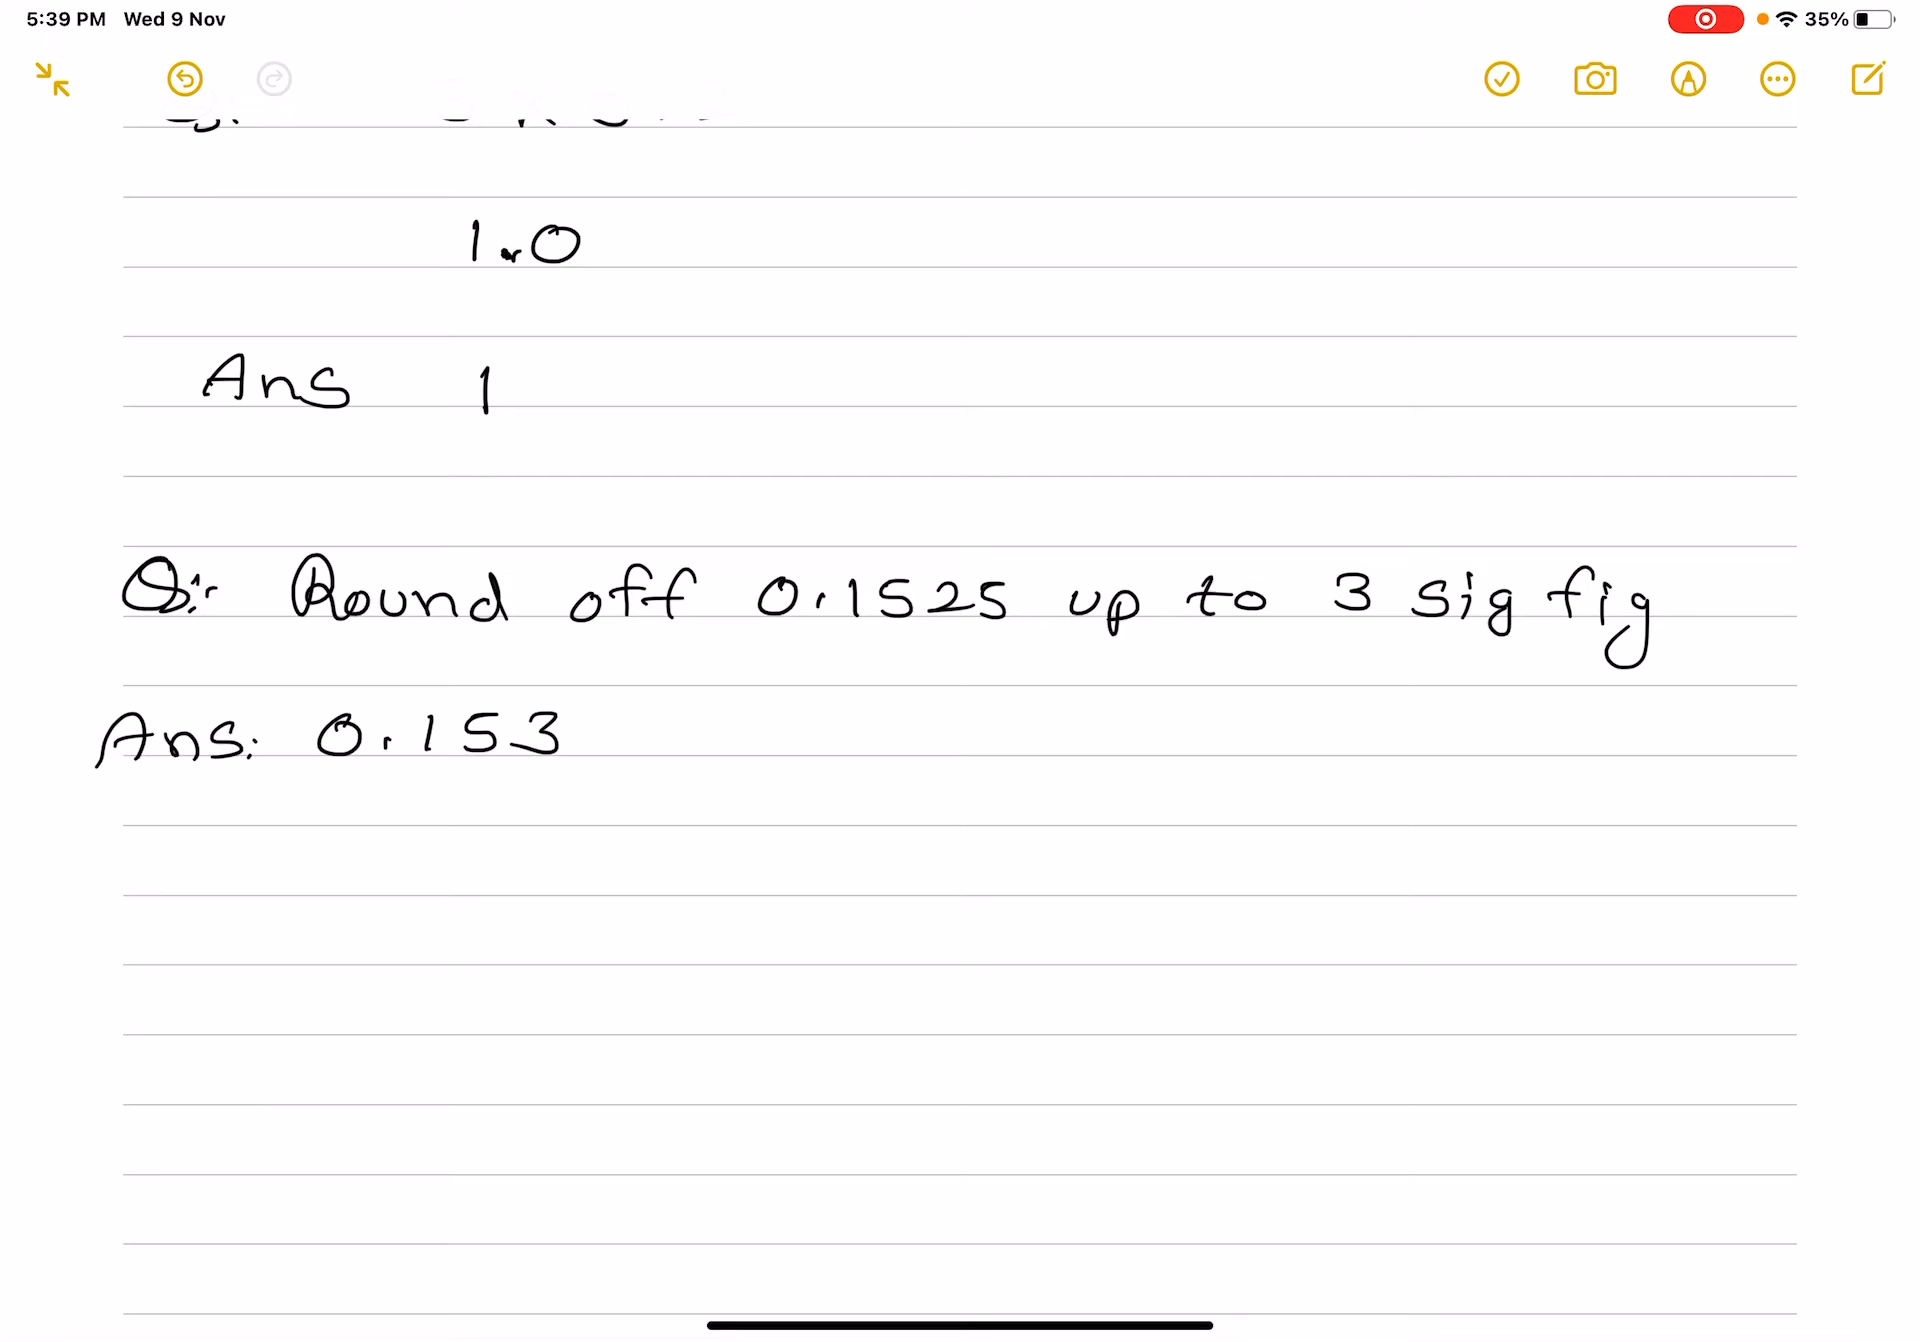 5:39 PM Wed 9 Nov 35%
1.0
Ans 1
Q:- Round off 0.1525 up to 3 sig fig
Ans: 0.153